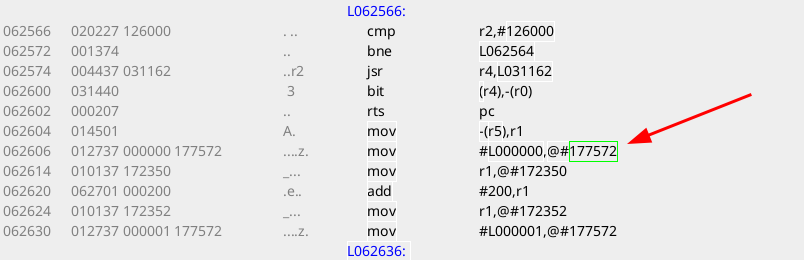 L062566:
062566 020227 126000 . .. cmp r2,#126000
062572 001374 .. bne L062564
062574 004437 031162 ..r2 jsr r4,L031162
062600 031440 3 bit (r4),-(r0)
062602 000207 .. rts pc
062604 014501 A. mov -(r5),r1
062606 012737 000000 177572 ....z. mov #L000000,@#177572
062614 010137 172350 _... mov r1,@#172350
062620 062701 000200 .e.. add #200,r1
062624 010137 172352 _... mov r1,@#172352
062630 012737 000001 177572 ....z. mov #L000001,@#177572
L062636: